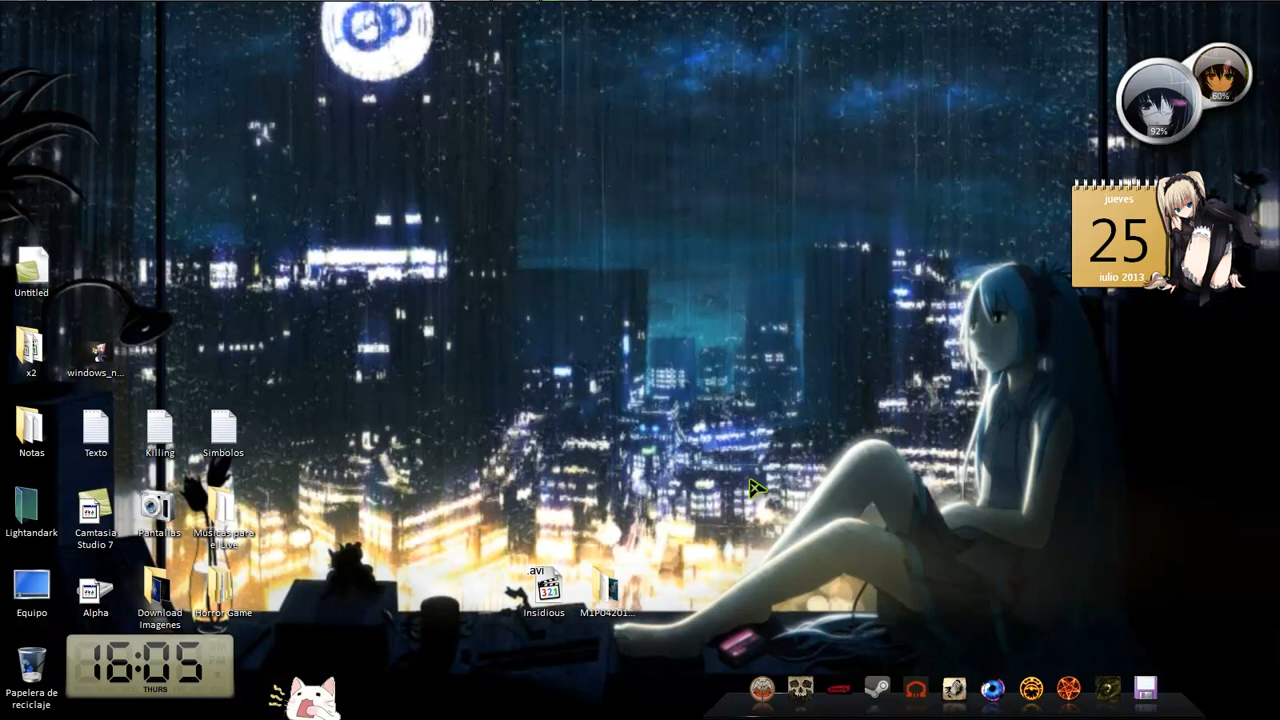 60%
92%
jueves
25
julio 2013
Untitled
x2
windows_n...
Notas
Texto
Killing
Simbolos
Lightandark
Camtasia
Studio 7
Pantallas
Musicas para
el Live
.avi
321
Equipo
Alpha
Download
Imagenes
Horror Game
Insidious
M1P04201...
Papelera de
reciclaje
16:05
THURS